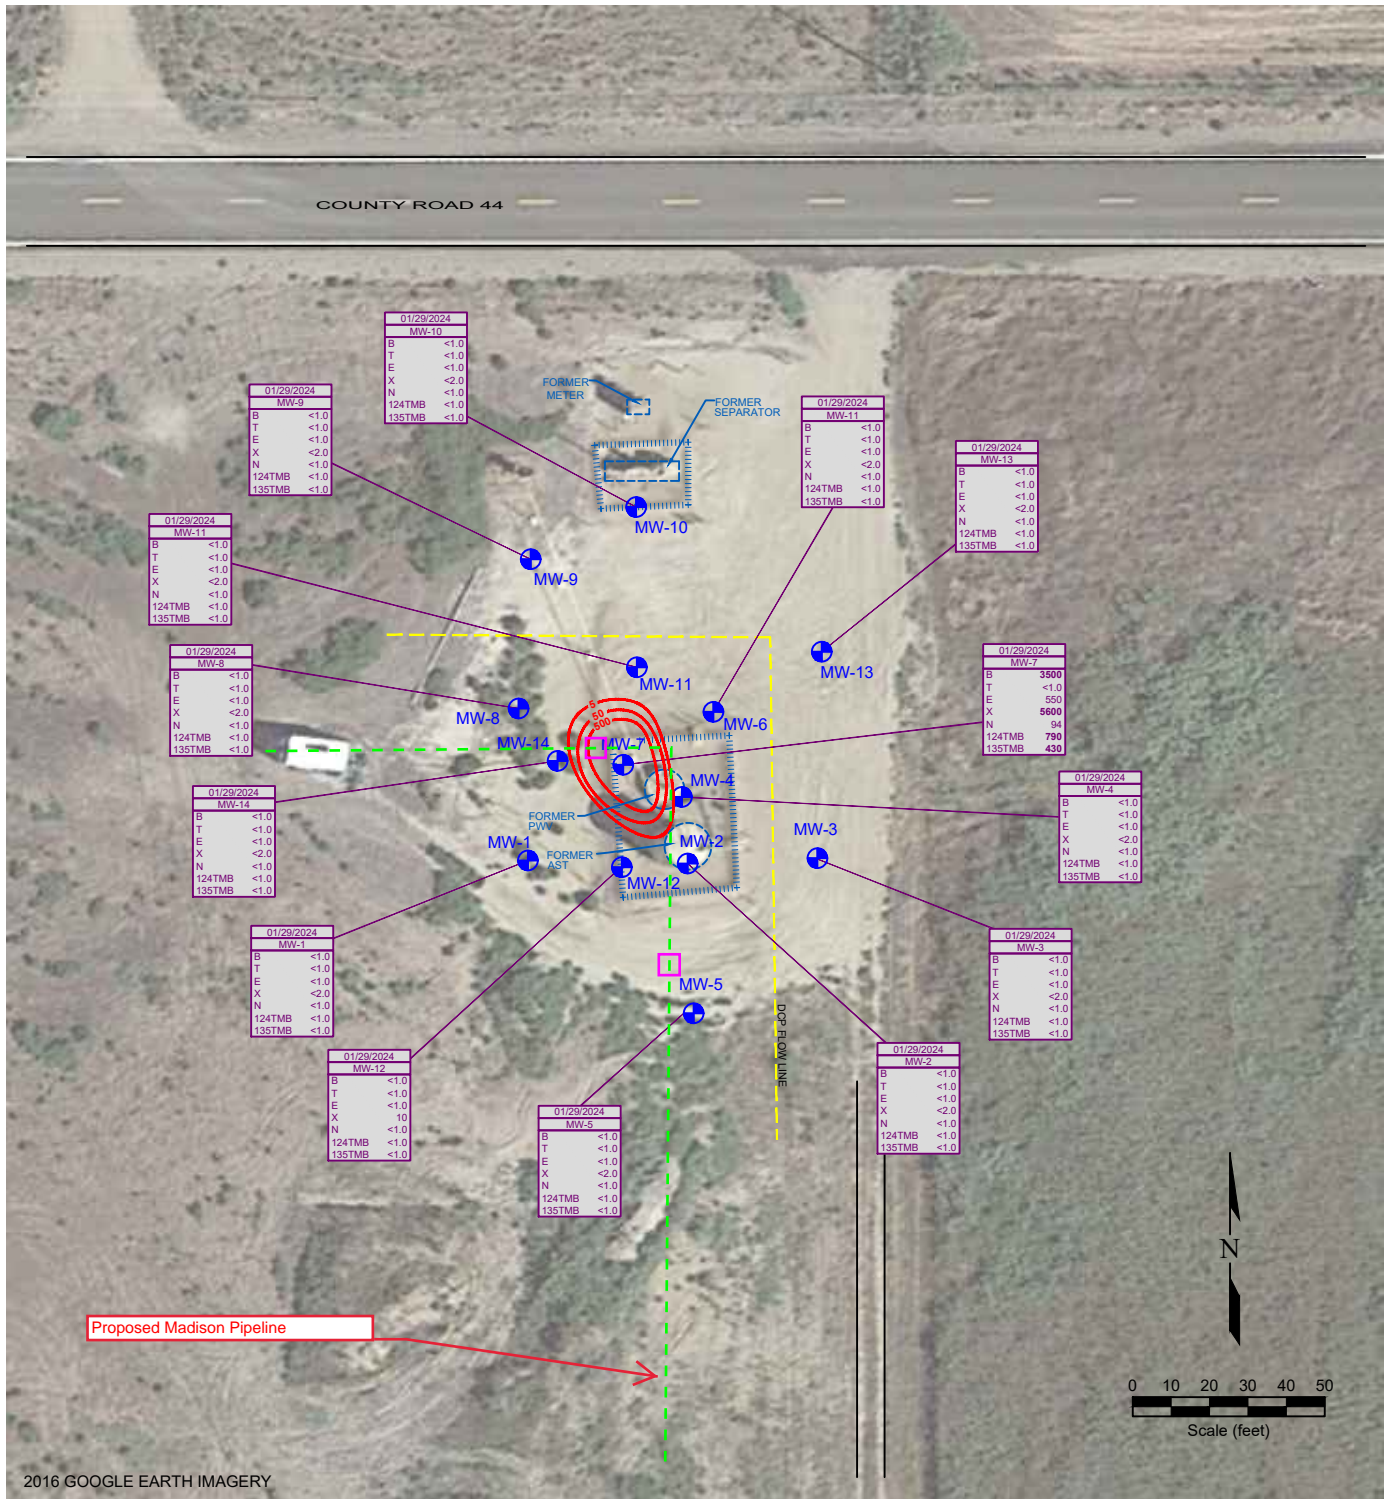 COUNTY ROAD 44
01/29/2024
MW-10
B <1.0
T <1.0
E <1.0
X <2.0
N <1.0
124TMB <1.0
135TMB <1.0
FORMER
METER
FORMER
SEPARATOR
01/29/2024
MW-9
B <1.0
T <1.0
E <1.0
X <2.0
N <1.0
124TMB <1.0
135TMB <1.0
01/29/2024
MW-11
B <1.0
T <1.0
E <1.0
X <2.0
N <1.0
124TMB <1.0
135TMB <1.0
01/29/2024
MW-13
B <1.0
T <1.0
E <1.0
X <2.0
N <1.0
124TMB <1.0
135TMB <1.0
MW-10
01/29/2024
MW-11
B <1.0
T <1.0
E <1.0
X <2.0
N <1.0
124TMB <1.0
135TMB <1.0
MW-9
01/29/2024
MW-8
B <1.0
T <1.0
E <1.0
X <2.0
N <1.0
124TMB <1.0
135TMB <1.0
MW-11
MW-13
01/29/2024
MW-7
B 3500
T <1.0
E 550
X 5600
N 94
124TMB 790
135TMB 430
MW-8
5
50
500
MW-6
MW-14
MW-7
MW-4
01/29/2024
MW-14
B <1.0
T <1.0
E <1.0
X <2.0
N <1.0
124TMB <1.0
135TMB <1.0
01/29/2024
MW-4
B <1.0
T <1.0
E <1.0
X <2.0
N <1.0
124TMB <1.0
135TMB <1.0
FORMER
PWV
MW-3
MW-1
FORMER
AST
MW-2
MW-12
01/29/2024
MW-1
B <1.0
T <1.0
E <1.0
X <2.0
N <1.0
124TMB <1.0
135TMB <1.0
01/29/2024
MW-3
B <1.0
T <1.0
E <1.0
X <2.0
N <1.0
124TMB <1.0
135TMB <1.0
MW-5
DCP FLOW LINE
01/29/2024
MW-12
B <1.0
T <1.0
E <1.0
X 10
N <1.0
124TMB <1.0
135TMB <1.0
01/29/2024
MW-2
B <1.0
T <1.0
E <1.0
X <2.0
N <1.0
124TMB <1.0
135TMB <1.0
01/29/2024
MW-5
B <1.0
T <1.0
E <1.0
X <2.0
N <1.0
124TMB <1.0
135TMB <1.0
N
Proposed Madison Pipeline
0 10 20 30 40 50
Scale (feet)
2016 GOOGLE EARTH IMAGERY